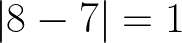 |8 − 7| = 1